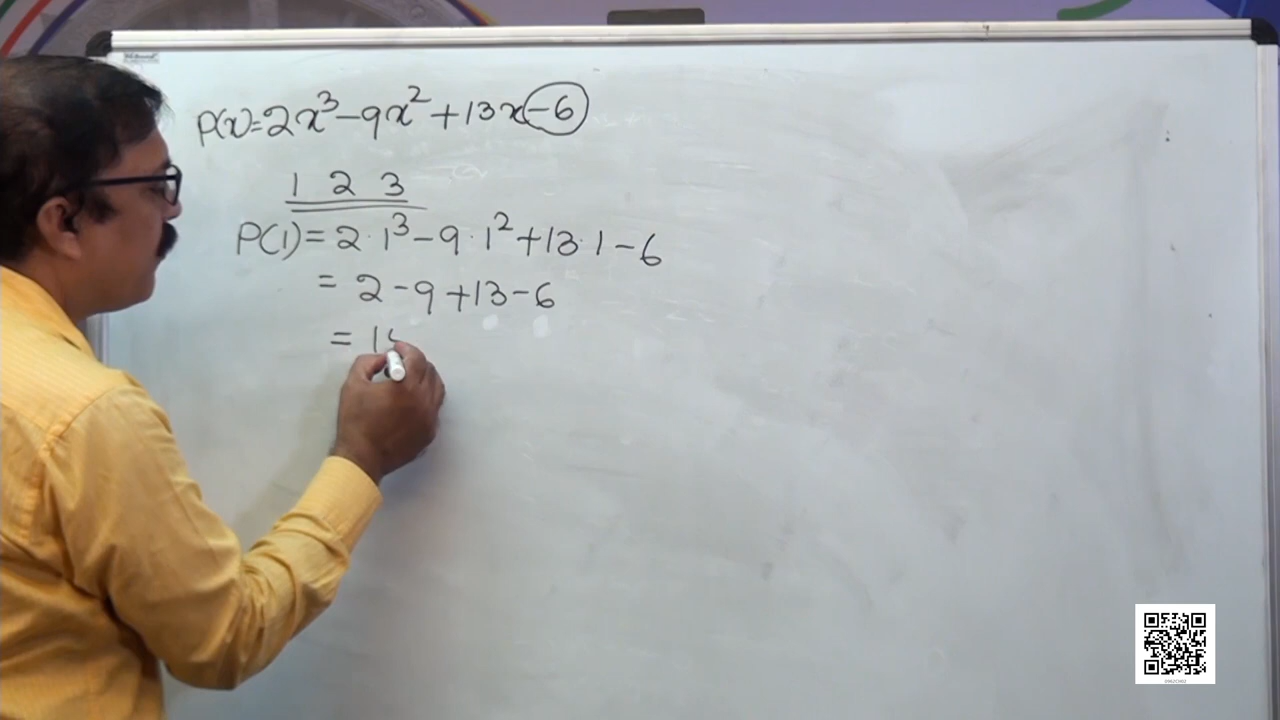 P(x)=2x³-9x²+13x-6
1 2 3
P(1)=2·1³-9·1²+13·1-6
= 2-9+13-6
= 1